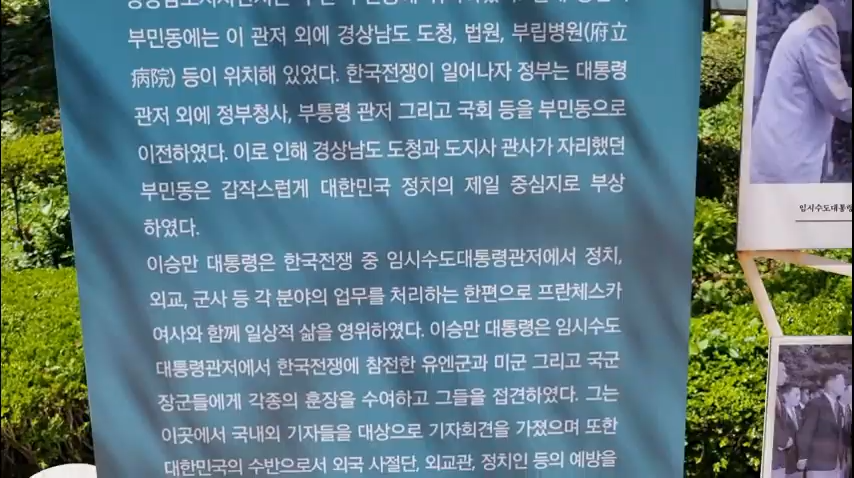 부민동에는 이 관저 외에 경상남도 도청, 법원, 부립병원(府立
病院) 등이 위치해 있었다. 한국전쟁이 일어나자 정부는 대통령
관저 외에 정부청사, 부통령 관저 그리고 국회 등을 부민동으로
이전하였다. 이로 인해 경상남도 도청과 도지사 관사가 자리했던
부민동은 갑작스럽게 대한민국 정치의 제일 중심지로 부상
하였다.
이승만 대통령은 한국전쟁 중 임시수도대통령관저에서 정치,
외교, 군사 등 각 분야의 업무를 처리하는 한편으로 프란체스카
여사와 함께 일상적 삶을 영위하였다. 이승만 대통령은 임시수도
대통령관저에서 한국전쟁에 참전한 유엔군과 미군 그리고 국군
장군들에게 각종의 훈장을 수여하고 그들을 접견하였다. 그는
이곳에서 국내외 기자들을 대상으로 기자회견을 가졌으며 또한
대한민국의 수반으로서 외국 사절단, 외교관, 정치인 등의 예방을
임시수도대통령